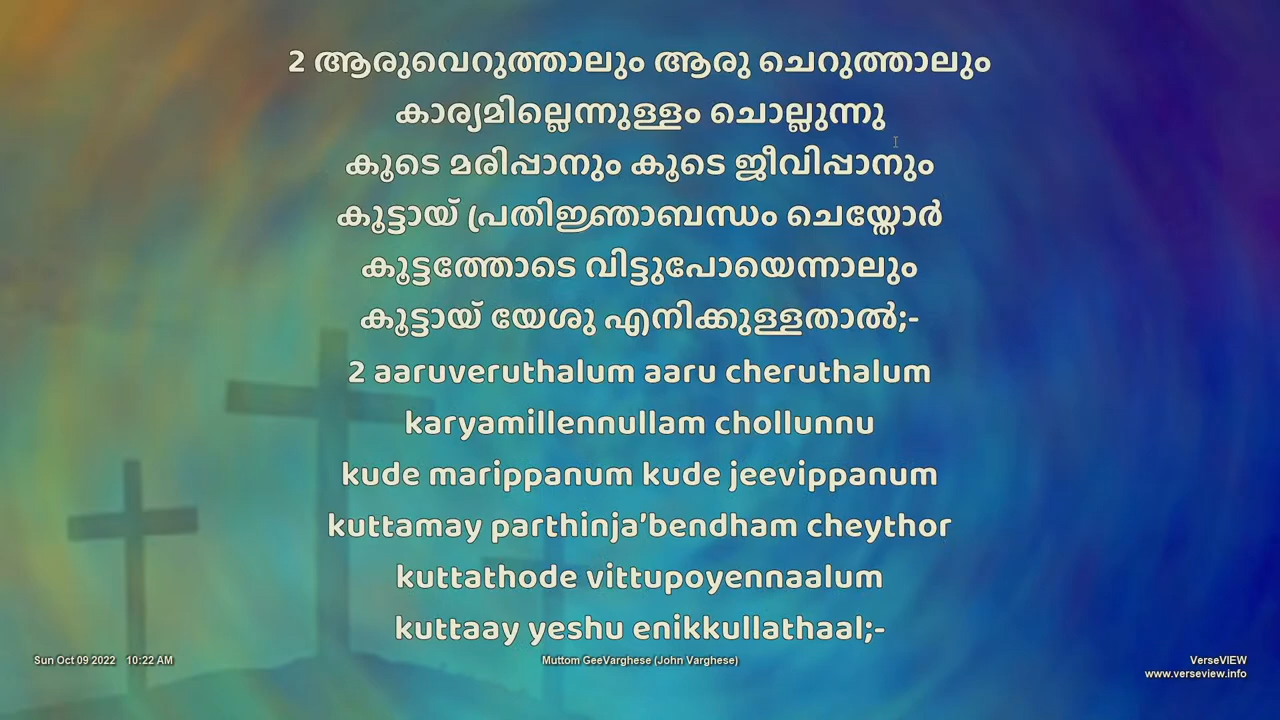 2 ആരുവെറുത്താലും ആരു ചെറുത്താലും
കാര്യമില്ലെന്നുള്ളം ചൊല്ലുന്നു
കൂടെ മരിപ്പാനും കൂടെ ജീവിപ്പാനും
കൂട്ടായ് പ്രതിജ്ഞാബന്ധം ചെയ്തോർ
കൂട്ടത്തോടെ വിട്ടുപോയെന്നാലും
കൂട്ടായ് യേശു എനിക്കുള്ളതാൽ;-
2 aaruveruthalum aaru cheruthalum
karyamillennullam chollunnu
kude marippanum kude jeevippanum
kuttamay parthinja’bendham cheythor
kuttathode vittupoyennaalum
kuttaay yeshu enikkullathaal;-
Sun Oct 09 2022 10:22 AM
Muttom GeeVarghese (John Varghese)
VerseVIEW
www.verseview.info